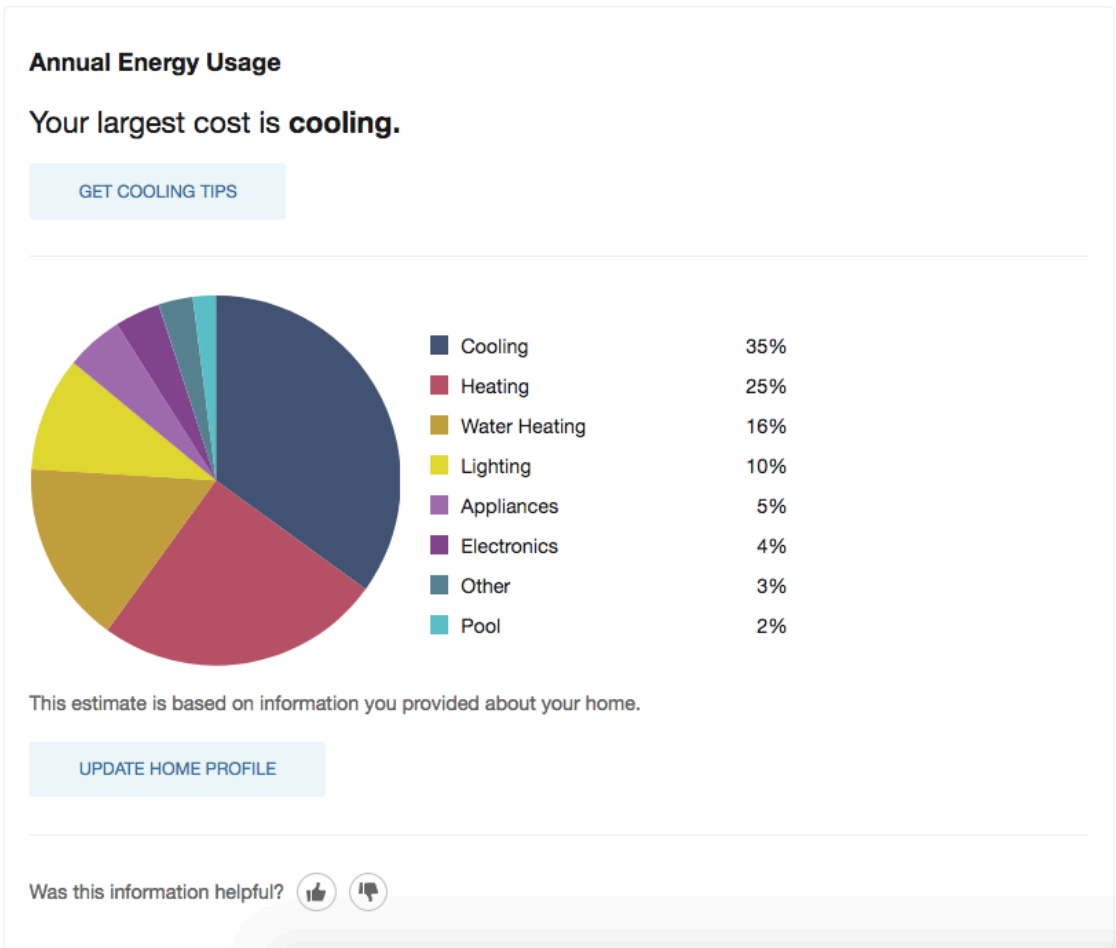 Annual Energy Usage
Your largest cost is cooling.
GET COOLING TIPS
Cooling 35%
Heating 25%
Water Heating 16%
Lighting 10%
Appliances 5%
Electronics 4%
Other 3%
Pool 2%
This estimate is based on information you provided about your home.
UPDATE HOME PROFILE
Was this information helpful?